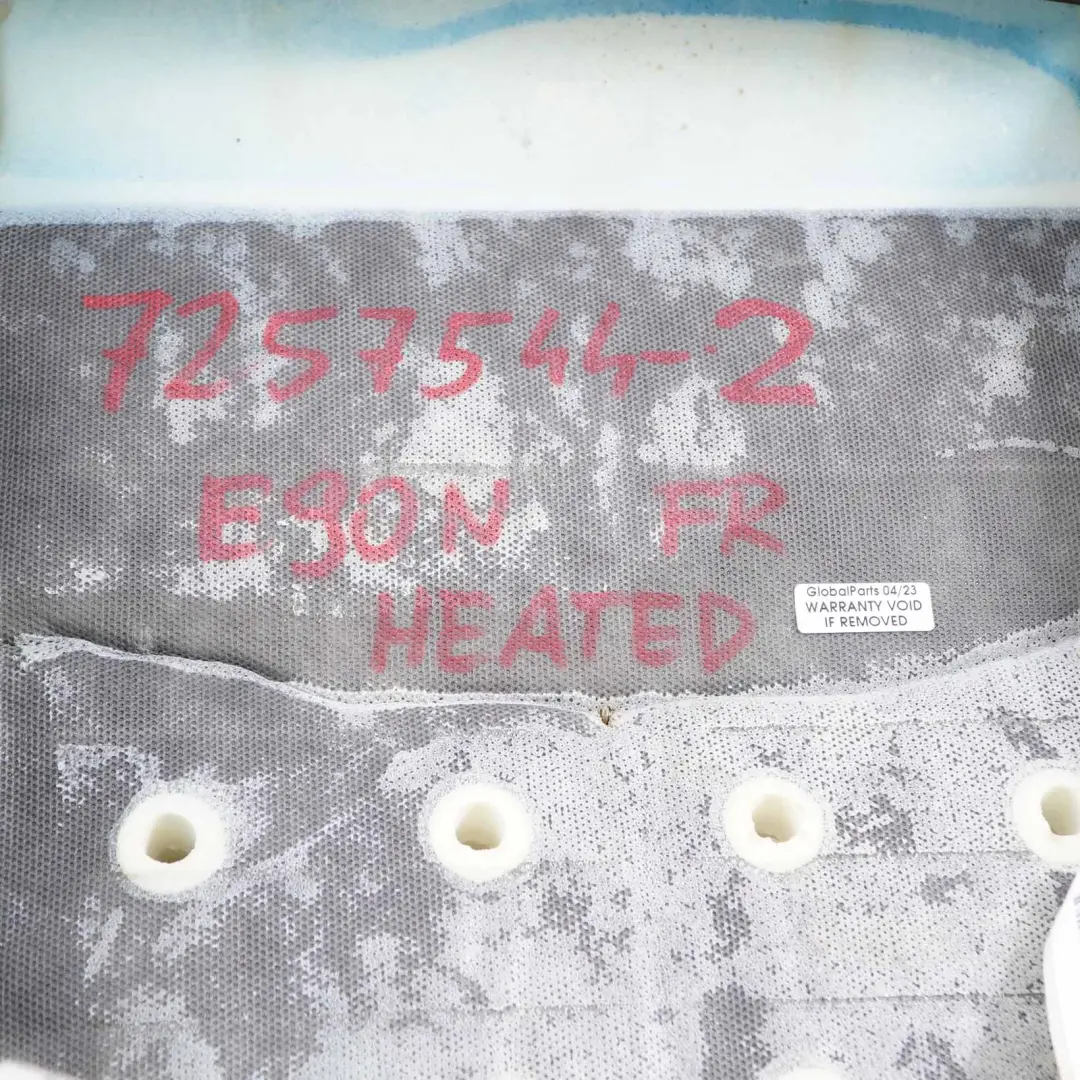 7257544-2
E90N FR
HEATED
GlobalParts 04/23
WARRANTY VOID
IF REMOVED